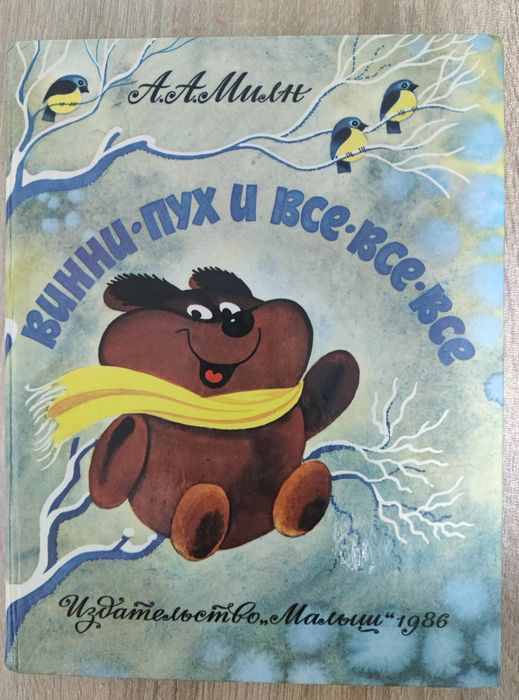 А.А.Милн
ВИННИ-ПУХ И ВСЕ-ВСЕ-ВСЕ
Издательство „Малыш“ 1986